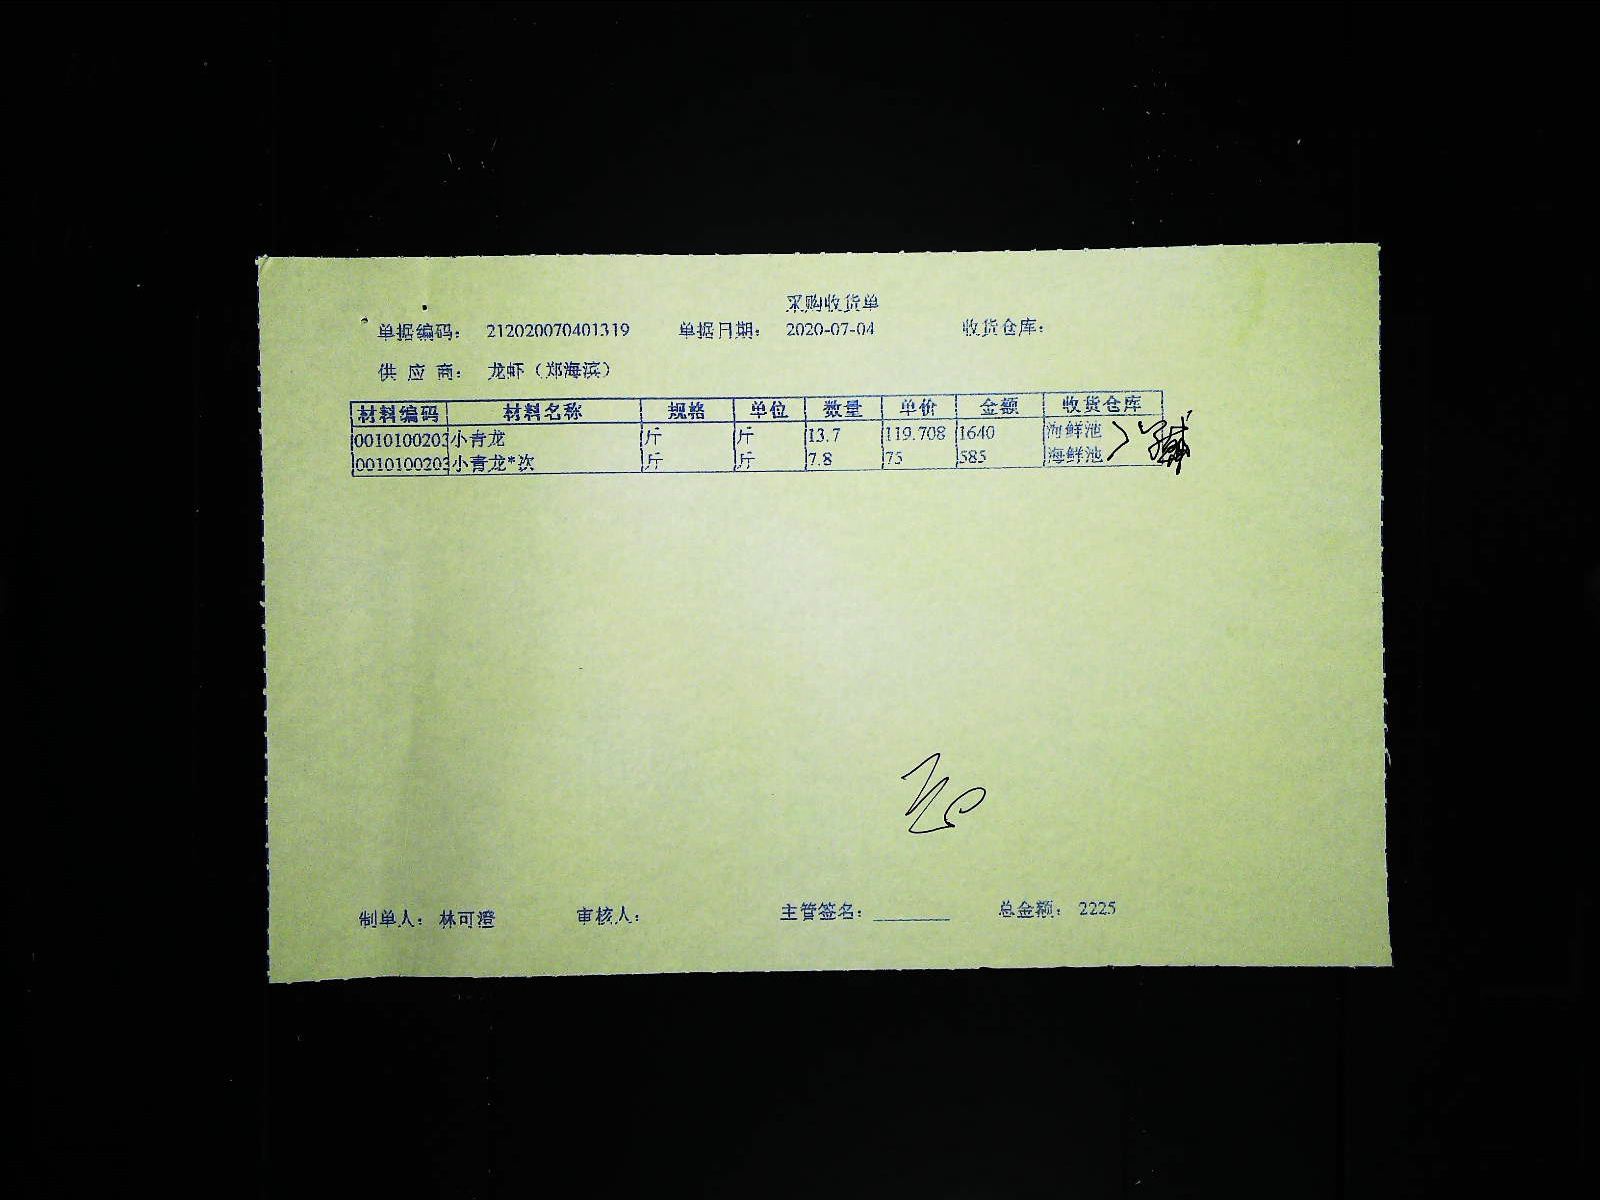 采购收货单
单据编码： 212020070401319 单据日期： 2020-07-04 收货仓库：
供 应 商： 龙虾（郑海滨）
材料编码 材料名称 规格 单位 数量 单价 金额 收货仓库
0010100203 小青龙 斤 斤 13.7 119.708 1640 海鲜池
0010100203 小青龙*次 斤 斤 7.8 75 585 海鲜池
制单人： 林可澄 审核人： 主管签名： 总金额： 2225